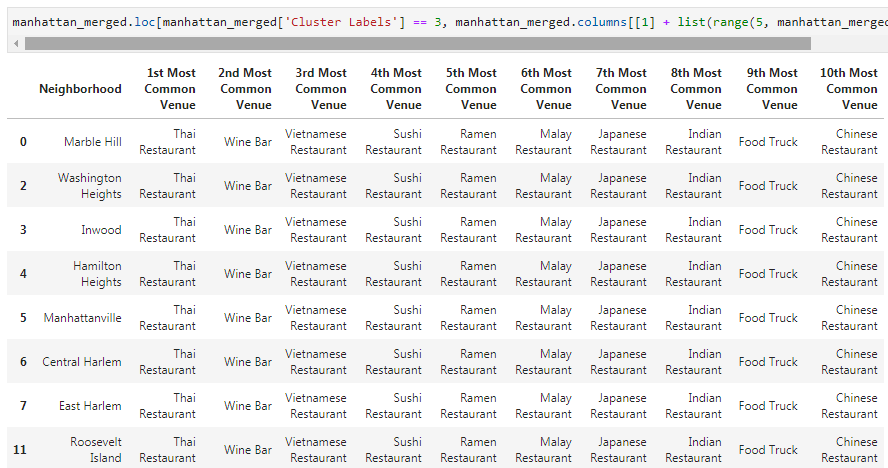 manhattan_merged.loc[manhattan_merged['Cluster Labels'] == 3, manhattan_merged.columns[[1] + list(range(5, manhattan_merged
Neighborhood 1st Most Common Venue 2nd Most Common Venue 3rd Most Common Venue 4th Most Common Venue 5th Most Common Venue 6th Most Common Venue 7th Most Common Venue 8th Most Common Venue 9th Most Common Venue 10th Most Common Venue
0 Marble Hill Thai Restaurant Wine Bar Vietnamese Restaurant Sushi Restaurant Ramen Restaurant Malay Restaurant Japanese Restaurant Indian Restaurant Food Truck Chinese Restaurant
2 Washington Heights Thai Restaurant Wine Bar Vietnamese Restaurant Sushi Restaurant Ramen Restaurant Malay Restaurant Japanese Restaurant Indian Restaurant Food Truck Chinese Restaurant
3 Inwood Thai Restaurant Wine Bar Vietnamese Restaurant Sushi Restaurant Ramen Restaurant Malay Restaurant Japanese Restaurant Indian Restaurant Food Truck Chinese Restaurant
4 Hamilton Heights Thai Restaurant Wine Bar Vietnamese Restaurant Sushi Restaurant Ramen Restaurant Malay Restaurant Japanese Restaurant Indian Restaurant Food Truck Chinese Restaurant
5 Manhattanville Thai Restaurant Wine Bar Vietnamese Restaurant Sushi Restaurant Ramen Restaurant Malay Restaurant Japanese Restaurant Indian Restaurant Food Truck Chinese Restaurant
6 Central Harlem Thai Restaurant Wine Bar Vietnamese Restaurant Sushi Restaurant Ramen Restaurant Malay Restaurant Japanese Restaurant Indian Restaurant Food Truck Chinese Restaurant
7 East Harlem Thai Restaurant Wine Bar Vietnamese Restaurant Sushi Restaurant Ramen Restaurant Malay Restaurant Japanese Restaurant Indian Restaurant Food Truck Chinese Restaurant
11 Roosevelt Island Thai Restaurant Wine Bar Vietnamese Restaurant Sushi Restaurant Ramen Restaurant Malay Restaurant Japanese Restaurant Indian Restaurant Food Truck Chinese Restaurant